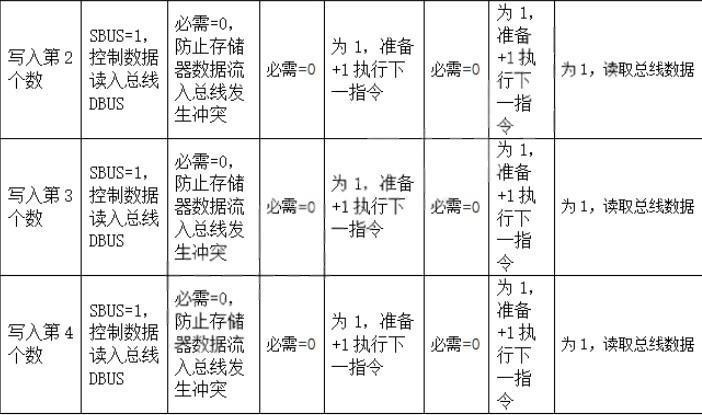 写入第 2
个数
SBUS=1,
控制数据
读入总线
DBUS
必需=0,
防止存储
器数据流
入总线发
生冲突
必需=0
为 1，准备
+1 执行下
一指令
必需=0
为 1，
准备
+1 执
行下
一指
令
为 1，读取总线数据
写入第 3
个数
SBUS=1,
控制数据
读入总线
DBUS
必需=0,
防止存储
器数据流
入总线发
生冲突
必需=0
为 1，准备
+1 执行下
一指令
必需=0
为 1，
准备
+1 执
行下
一指
令
为 1，读取总线数据
写入第 4
个数
SBUS=1,
控制数据
读入总线
DBUS
必需=0,
防止存储
器数据流
入总线发
生冲突
必需=0
为 1，准备
+1 执行下
一指令
必需=0
为 1，
准备
+1 执
行下
一指
令
为 1，读取总线数据